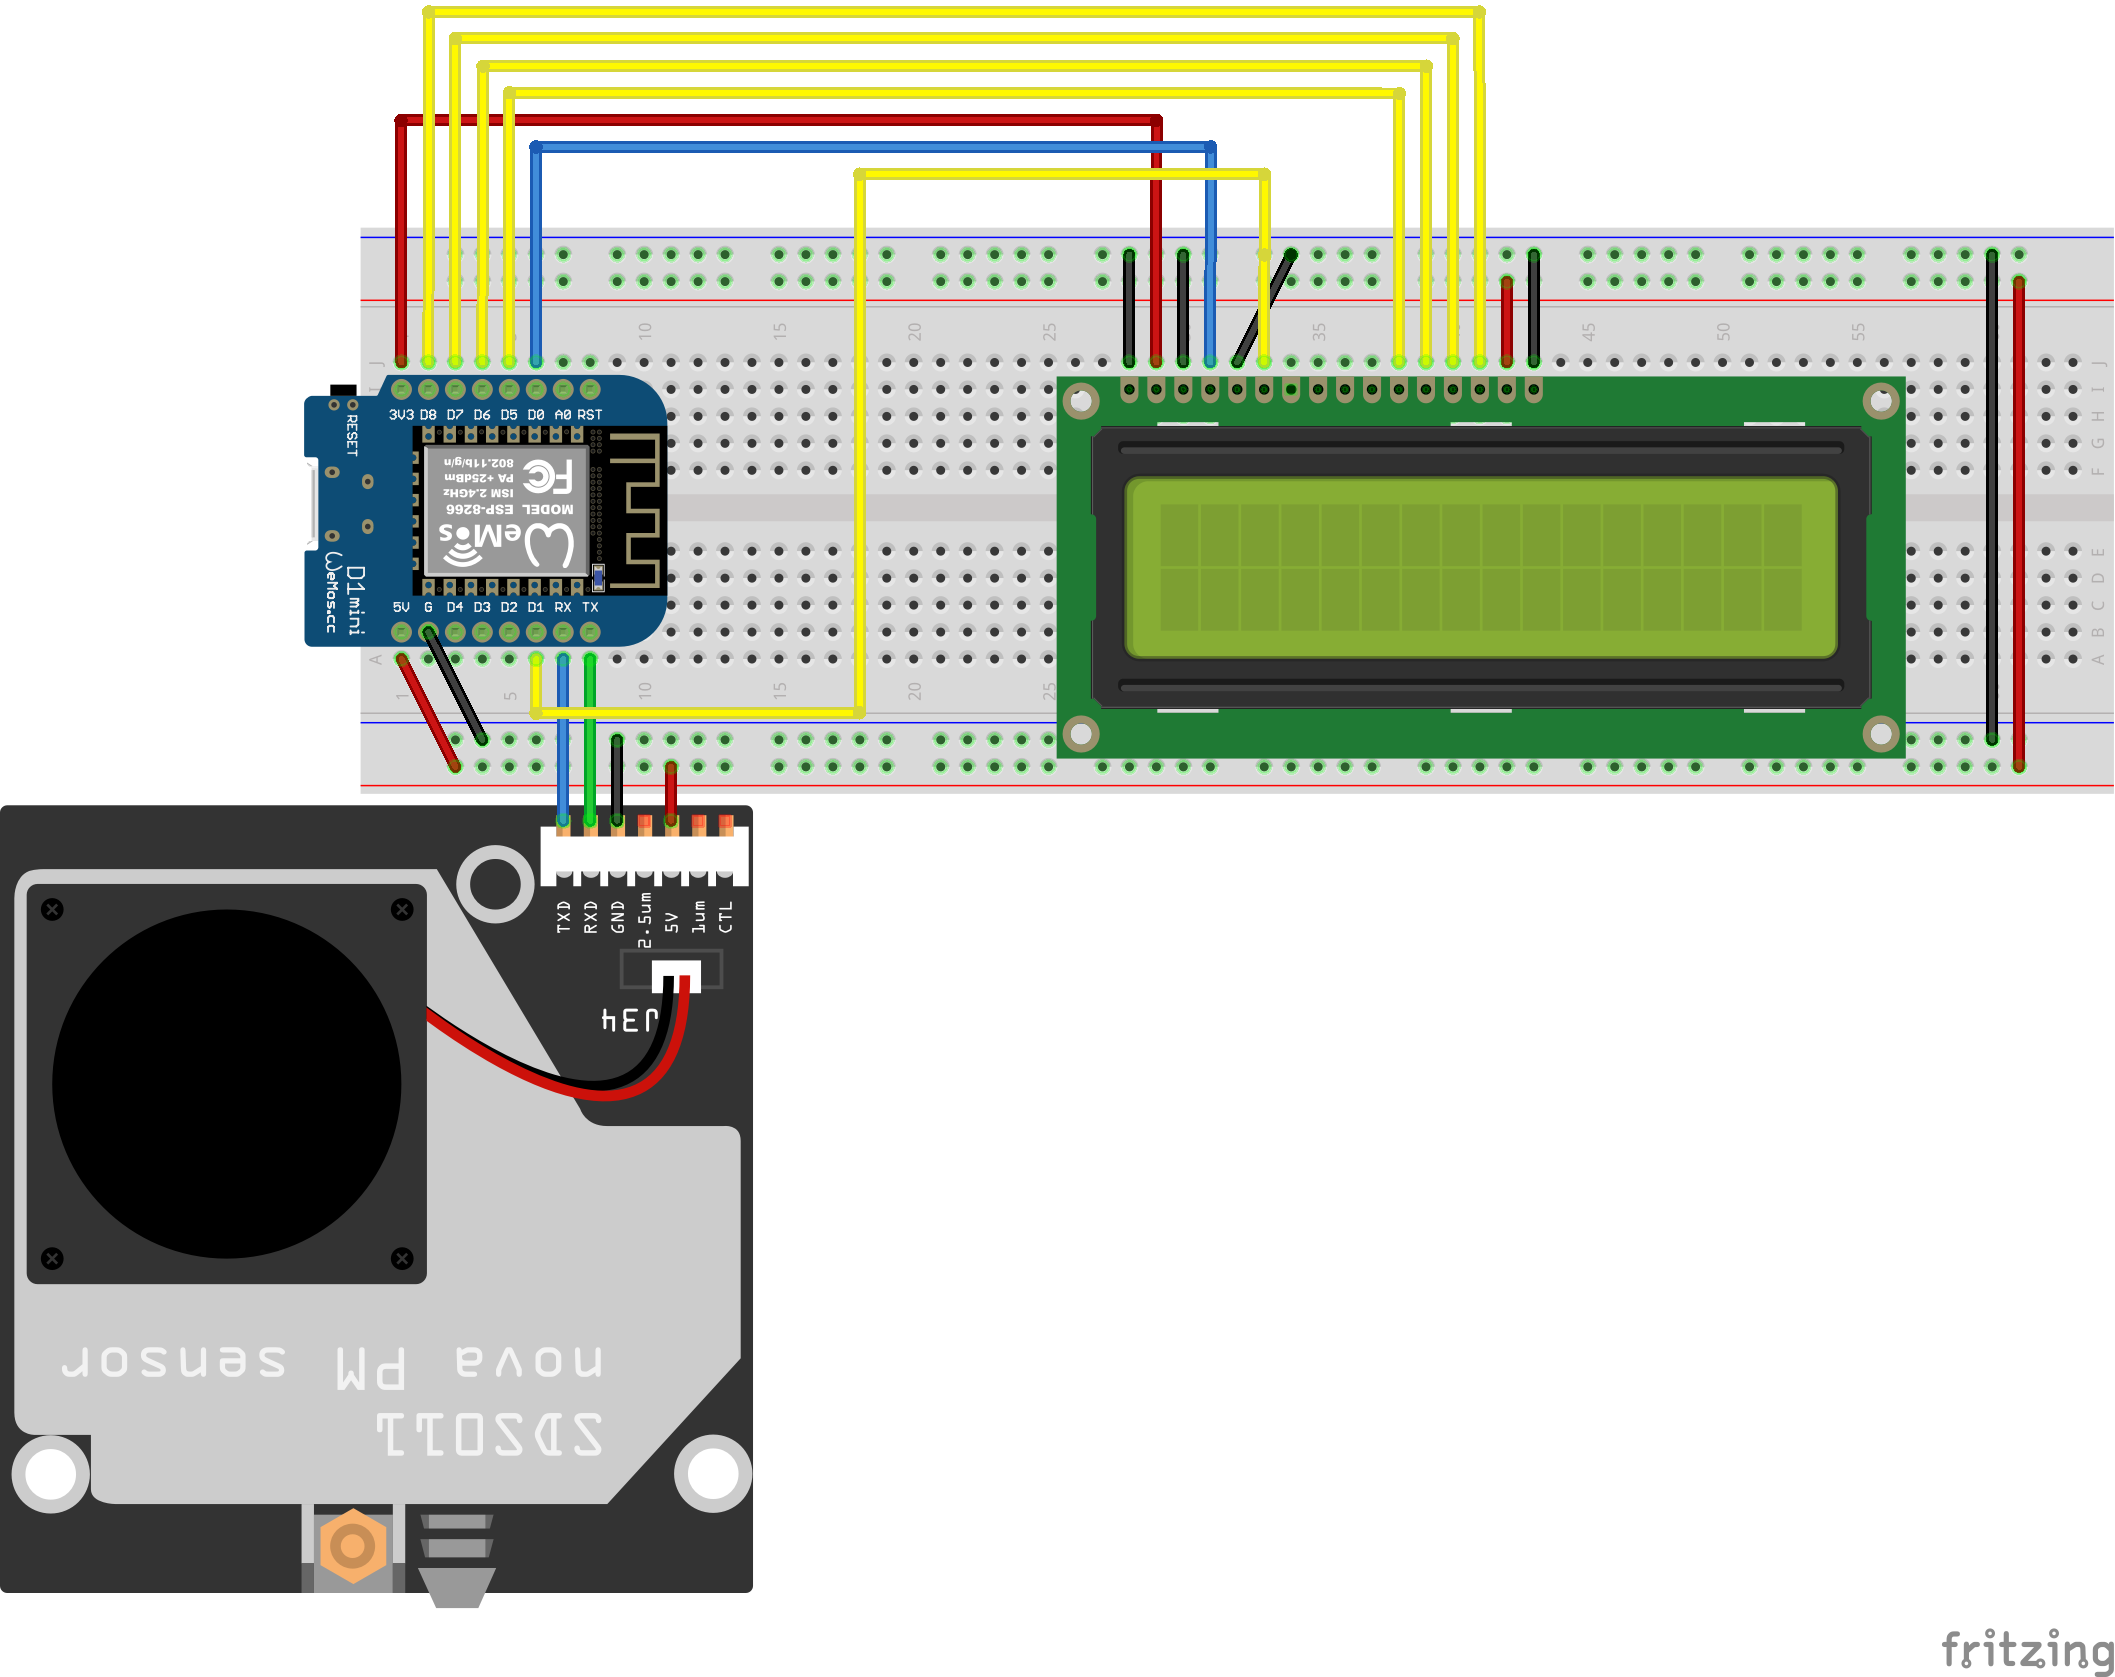 10 15 20 25 35 45 50 55
J J
I
H
G
F
3V3 D8 D7 D6 D5 D0 A0 RST
RESET
802.11b/g/n
PA +25dBm
ISM 2.4GHz
MODEL ESP-8266
FC
WeMos
D1 mini
WeMos.cc
5V G D4 D3 D2 D1 RX TX
E
D
C
B
A A
1 5 10 15 20 25
TXD
RXD
GND
2.5um
5V
1um
CTL
J34
nova PM sensor
SDS011
fritzing